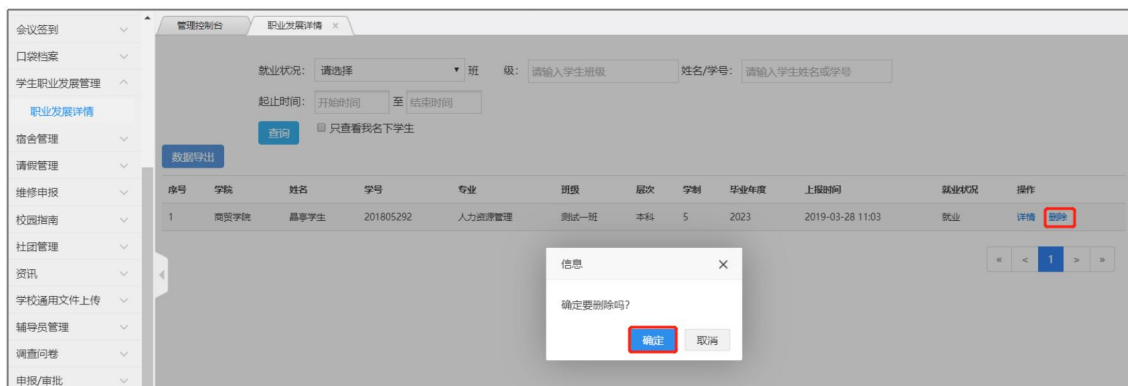 会议签到
口袋档案
学生职业发展管理
职业发展详情
宿舍管理
请假管理
维修申报
校园指南
社团管理
资讯
学校通用文件上传
辅导员管理
调查问卷
申报/审批
管理控制台 职业发展详情 ×
就业状况: 请选择 班 级: 请输入学生班级 姓名/学号: 请输入学生姓名或学号
起止时间: 开始时间 至 结束时间
查询 只查看我名下学生
数据导出
序号 学院 姓名 学号 专业 班级 层次 学制 毕业年度 上报时间 就业状况 操作
1 商贸学院 晶享学生 201805292 人力资源管理 测试一班 本科 5 2023 2019-03-28 11:03 就业 详情 删除
« < 1 > »
信息 ×
确定要删除吗?
确定 取消